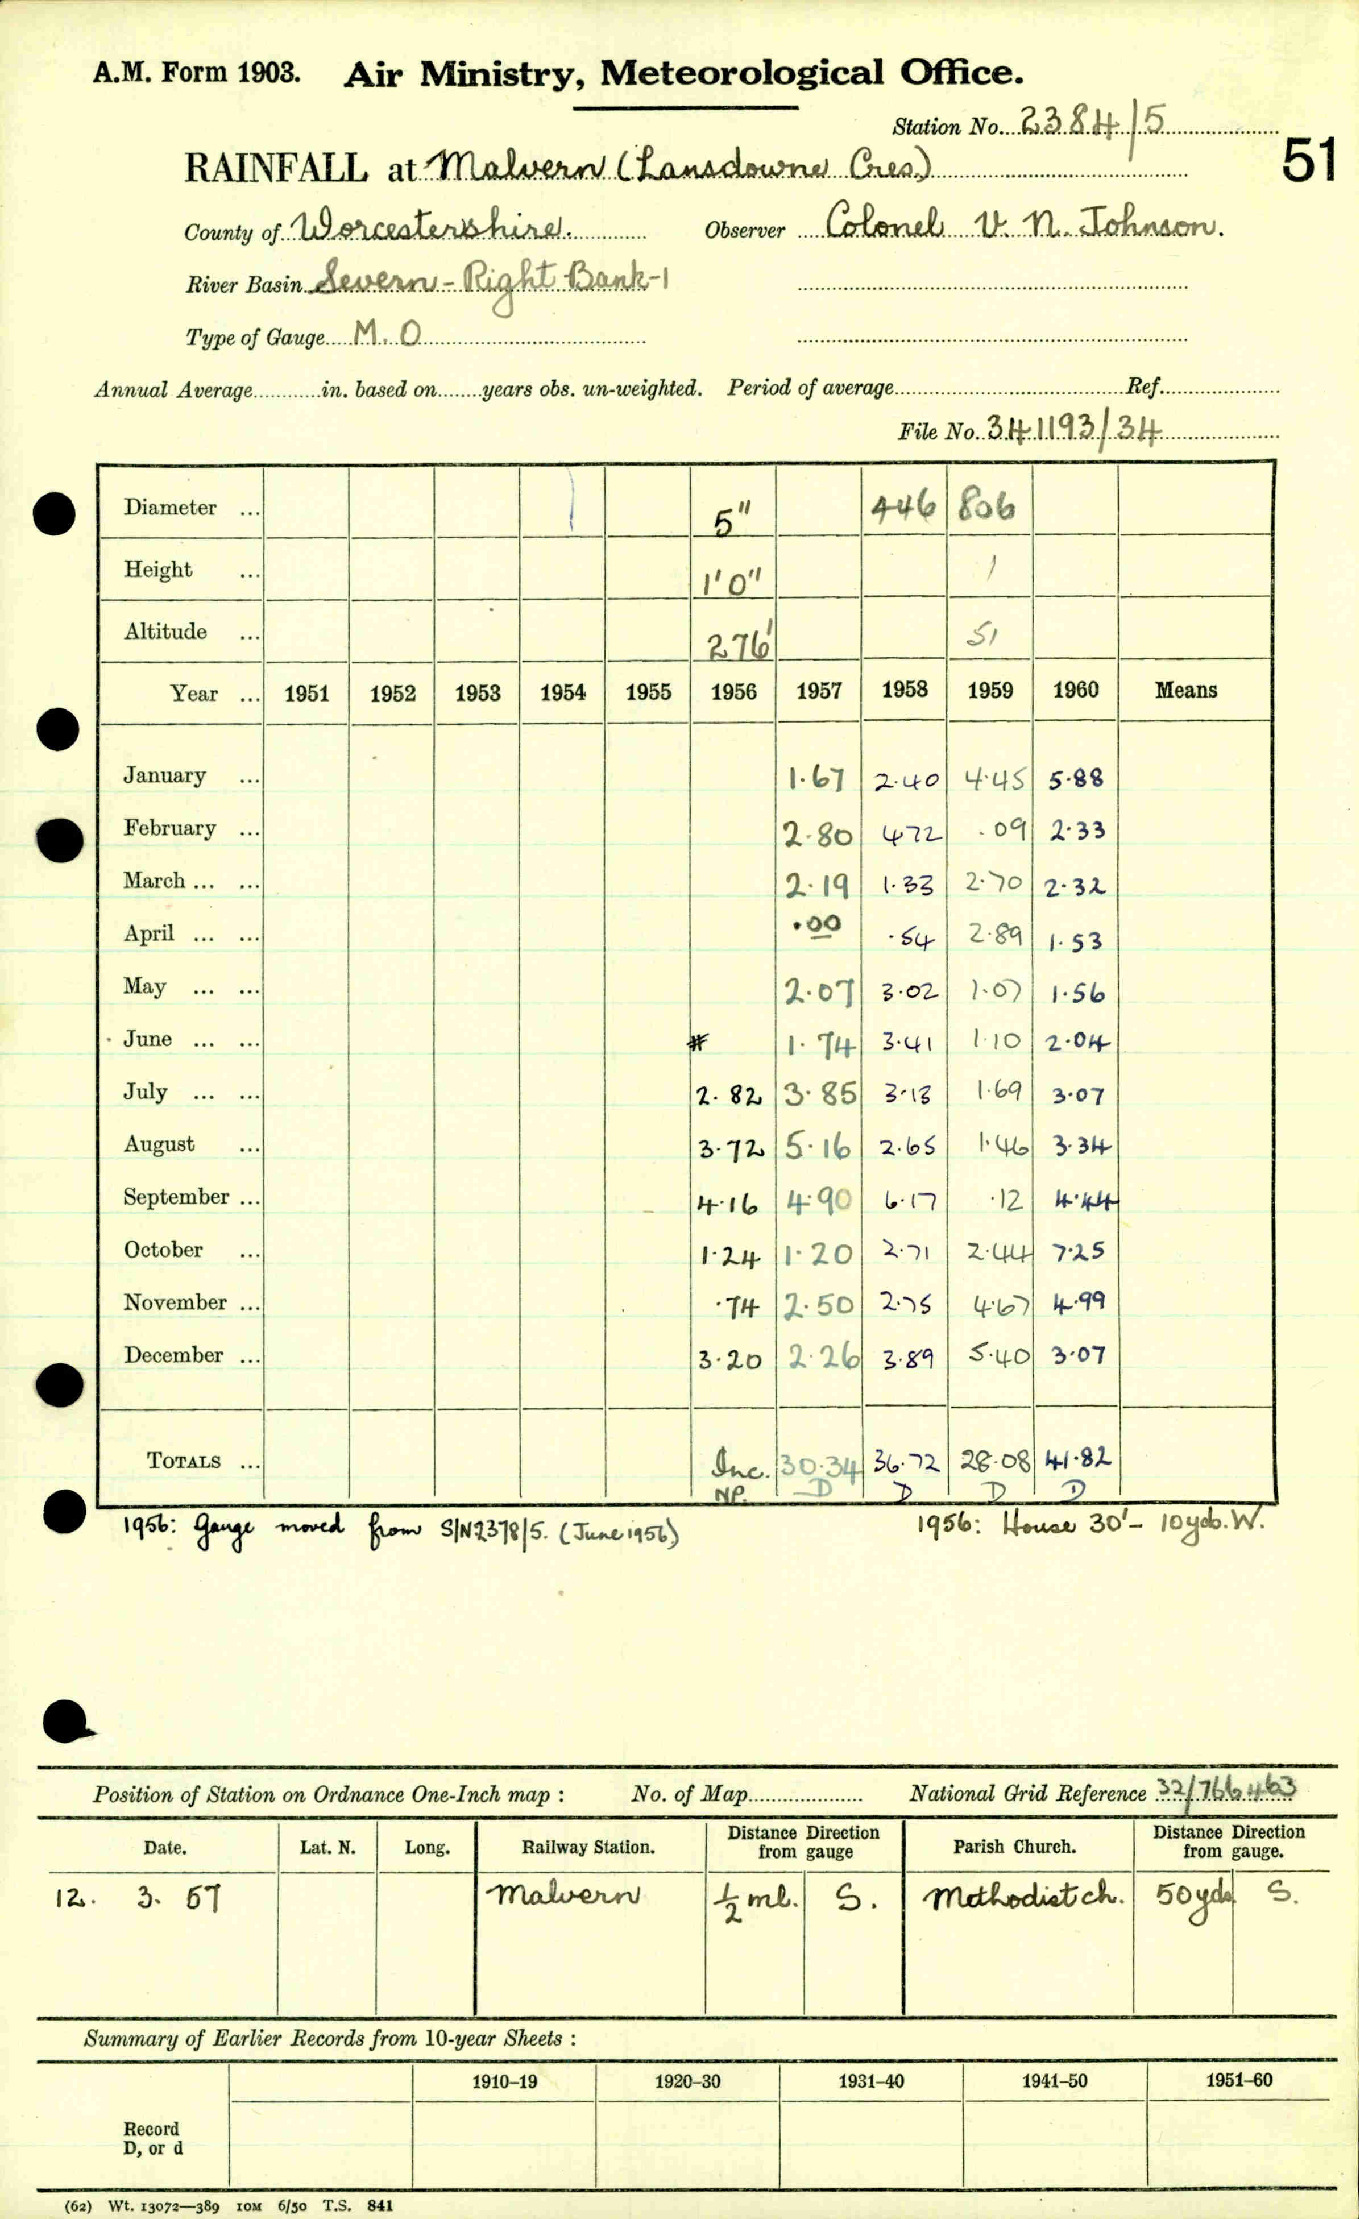 A.M. Form 1903. Air Ministry, Meteorological Office.
Station No. 2384/5
51
RAINFALL at Malvern (Lansdowne Cres.)
County of Worcestershire. Observer Colonel V. N. Johnson.
River Basin Severn - Right Bank - 1
Type of Gauge M.O
Annual Average in. based on years obs. un-weighted. Period of average Ref.
File No. 341193/34
Diameter ... 5" 446 806
Height ... 1'0" 1
Altitude ... 276' 51
Year ... 1951 1952 1953 1954 1955 1956 1957 1958 1959 1960 Means
January ... 1.67 2.40 4.45 5.88
February ... 2.80 4.72 .09 2.33
March ... ... 2.19 1.33 2.70 2.32
April ... ... .00 .54 2.89 1.53
May ... ... 2.07 3.02 1.07 1.56
June ... ... # 1.74 3.41 1.10 2.04
July ... ... 2.82 3.85 3.13 1.69 3.07
August ... 3.72 5.16 2.65 1.46 3.34
September ... 4.16 4.90 6.17 .12 4.44
October ... 1.24 1.20 2.71 2.44 7.25
November ... .74 2.50 2.75 4.67 4.99
December ... 3.20 2.26 3.89 5.40 3.07
TOTALS ... Inc. 30.34 36.72 28.08 41.82
NP. D D D D
1956: Gauge moved from S/N2378/5. (June 1956) 1956: House 30' - 10yds. W.
Position of Station on Ordnance One-Inch map : No. of Map National Grid Reference 32/766463
Date. Lat. N. Long. Railway Station. Distance Direction from gauge Parish Church. Distance Direction from gauge.
12. 3. 57 Malvern ½ ml. S. Methodist ch. 50yds S.
Summary of Earlier Records from 10-year Sheets :
1910–19 1920–30 1931–40 1941–50 1951–60
Record
D, or d
(62) Wt. 13072—389 10M 6/50 T.S. 841